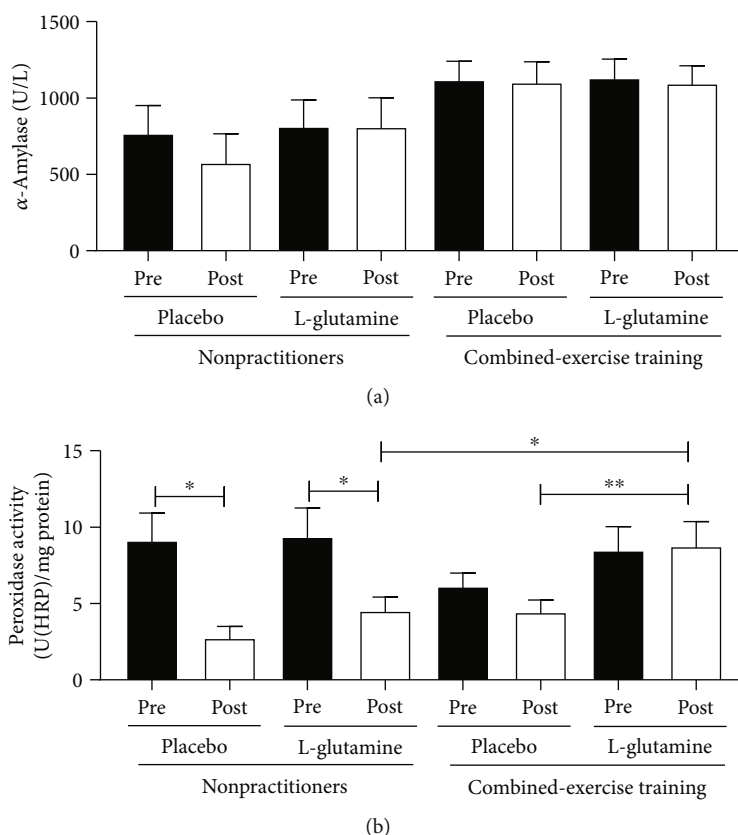 1500
1000
500
0
α-Amylase (U/L)
Pre Post Pre Post Pre Post Pre Post
Placebo L-glutamine Placebo L-glutamine
Nonpractitioners Combined-exercise training
(a)
15
10
5
0
Peroxidase activity
(U(HRP)/mg protein)
*
* * **
Pre Post Pre Post Pre Post Pre Post
Placebo L-glutamine Placebo L-glutamine
Nonpractitioners Combined-exercise training
(b)